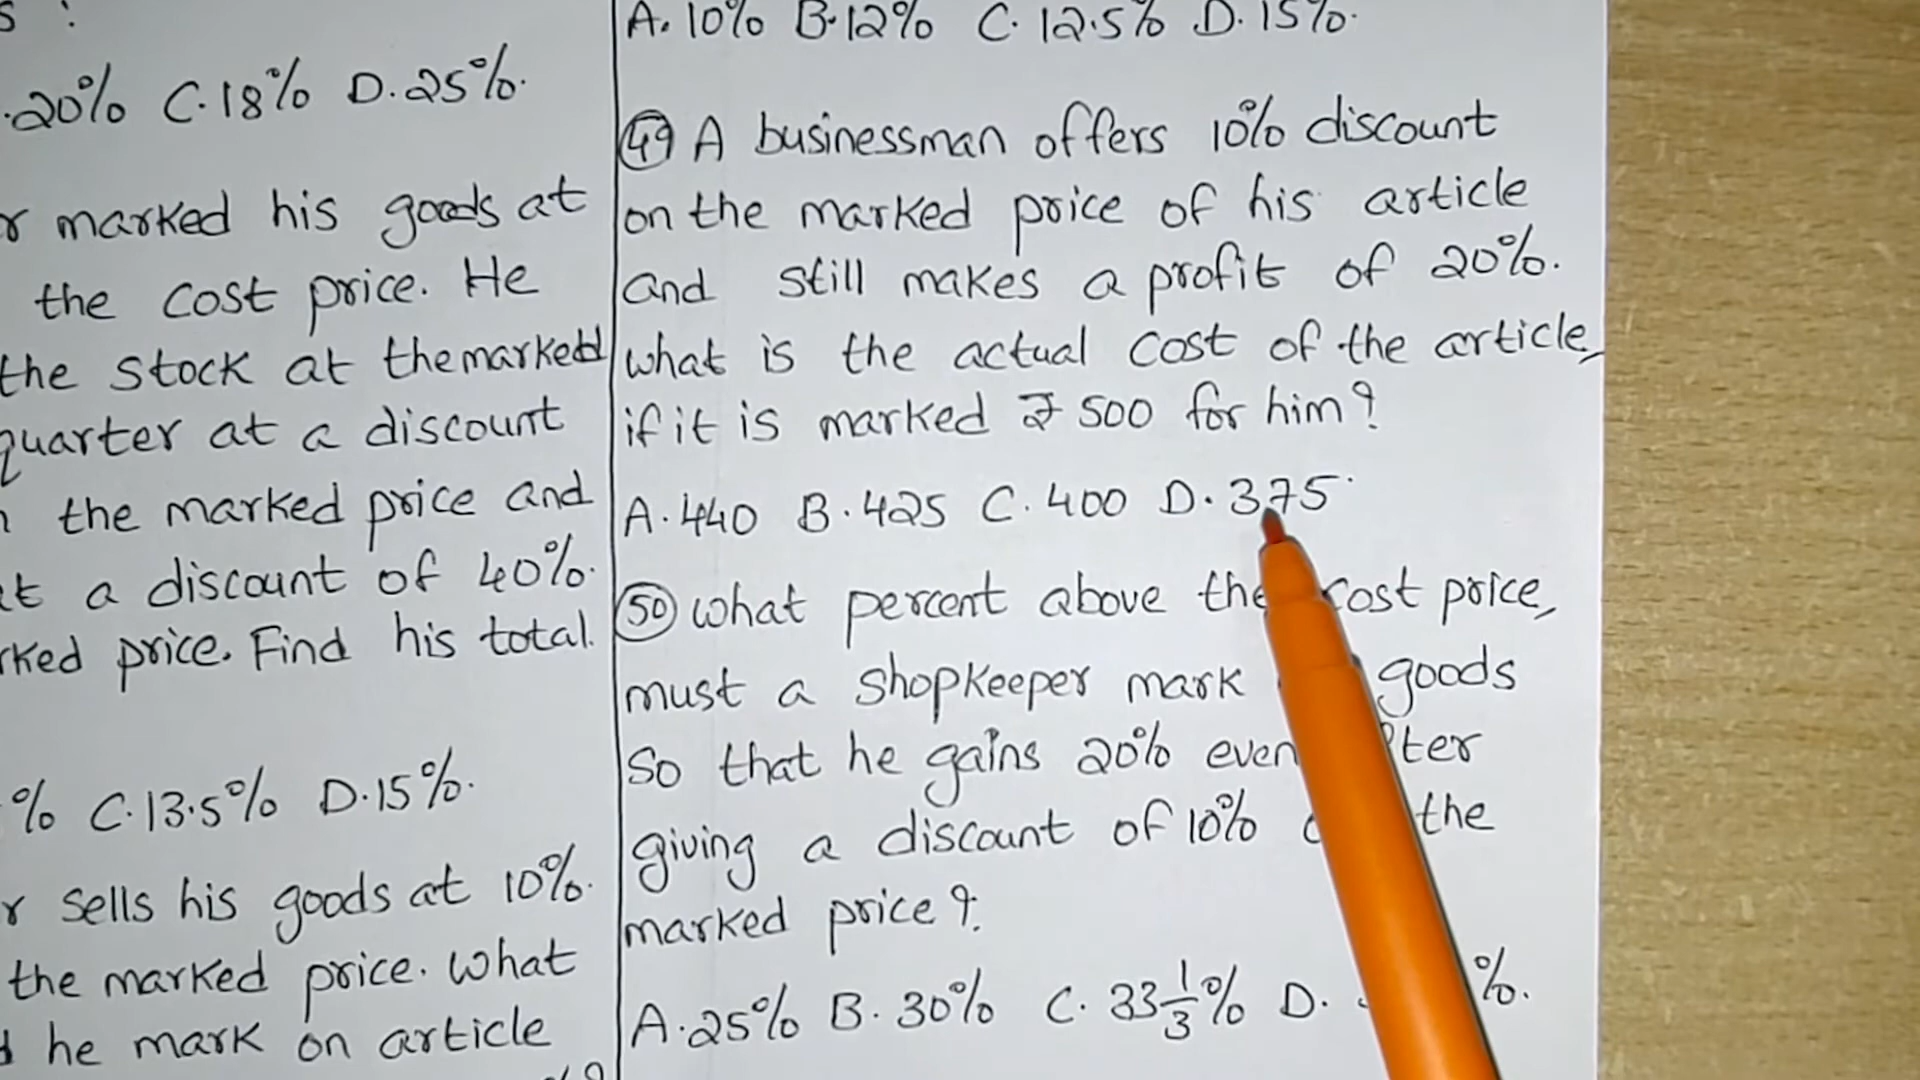 s :
.20% C.18% D.25%.
r marked his goods at
the cost price. He
the stock at the marked
quarter at a discount
the marked price and
a discount of 40%.
rked price. Find his total
% C.13.5% D.15%.
r sells his goods at 10%.
the marked price. What
he mark on article
A. 10% B.12% C. 12.5% D. 15%.
49 A businessman offers 10% discount
on the marked price of his article
and still makes a profit of 20%.
what is the actual cost of the article,
if it is marked ₹ 500 for him?
A. 440 B. 425 C. 400 D. 375.
50 what percent above the cost price,
must a shopkeeper mark goods
so that he gains 20% even
giving a discount of 10% the
marked price?
A.25% B. 30% C. 33 1/3% D. %.